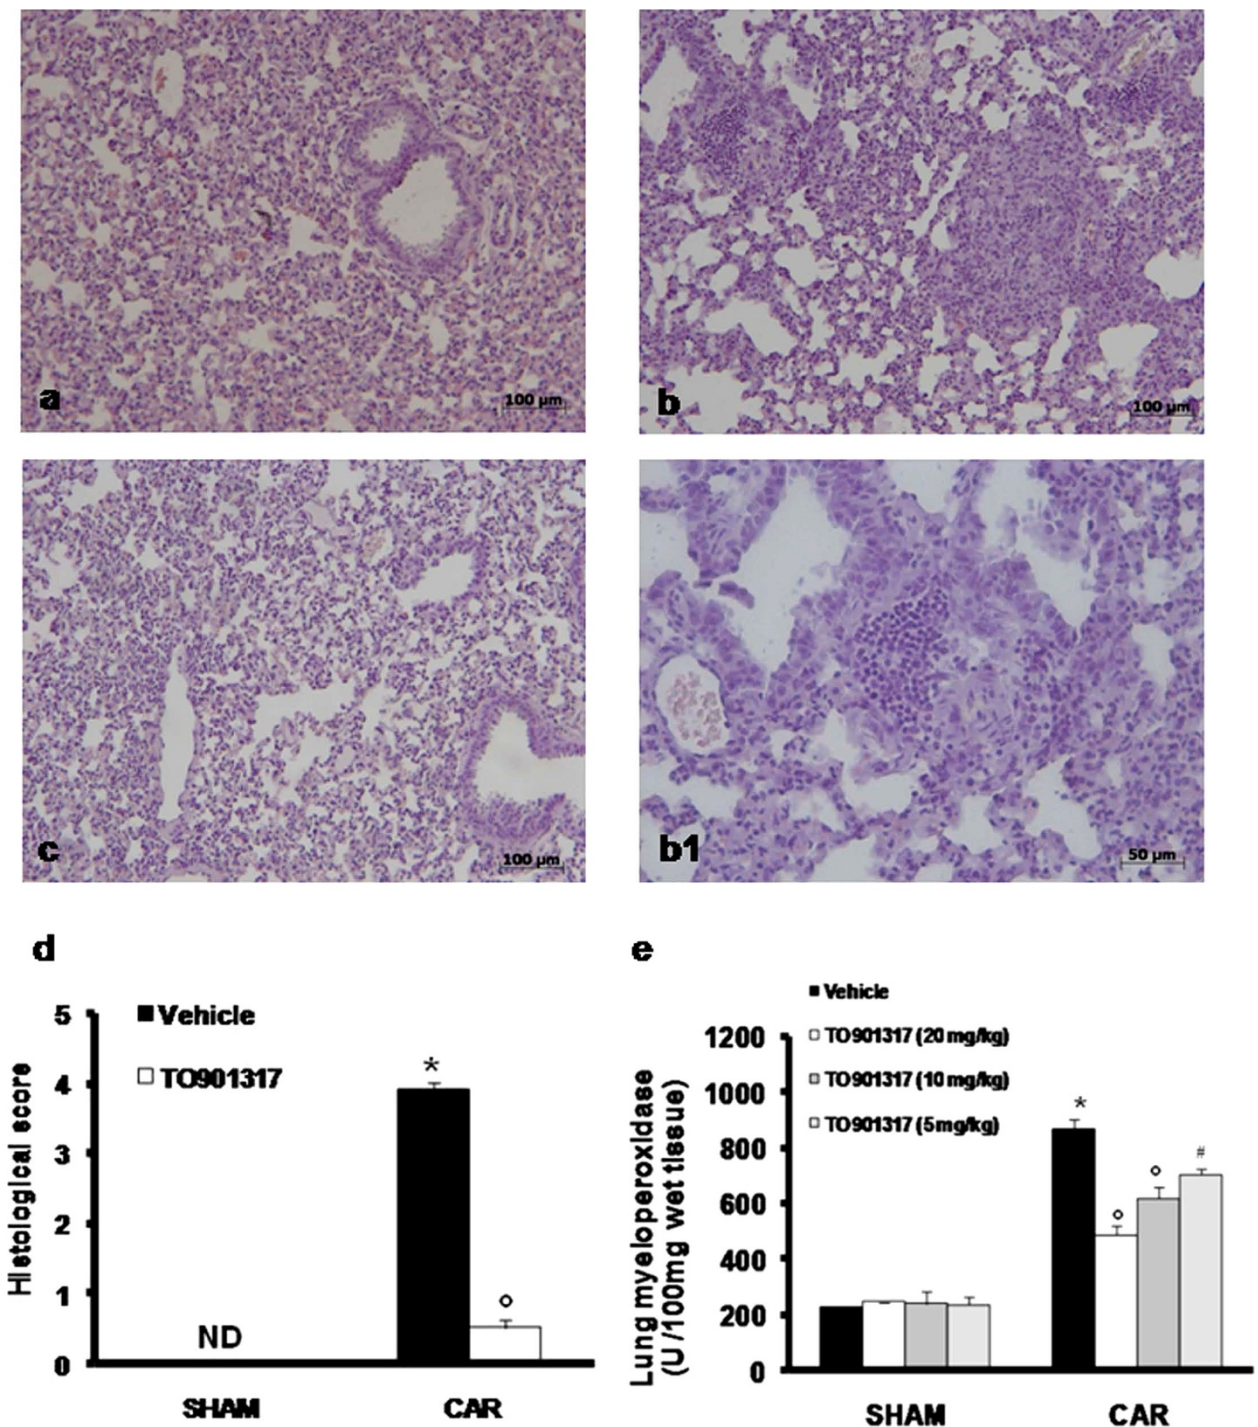 a
100 µm
b
100 µm
c
100 µm
b1
50 µm
d
Histological score
5
4
3
2
1
0
Vehicle
TO901317
*
ND
SHAM
CAR
e
Lung myeloperoxidase
(U /100mg wet tissue)
1200
1000
800
600
400
200
0
Vehicle
TO901317 (20 mg/kg)
TO901317 (10 mg/kg)
TO901317 (5mg/kg)
*
#
SHAM
CAR